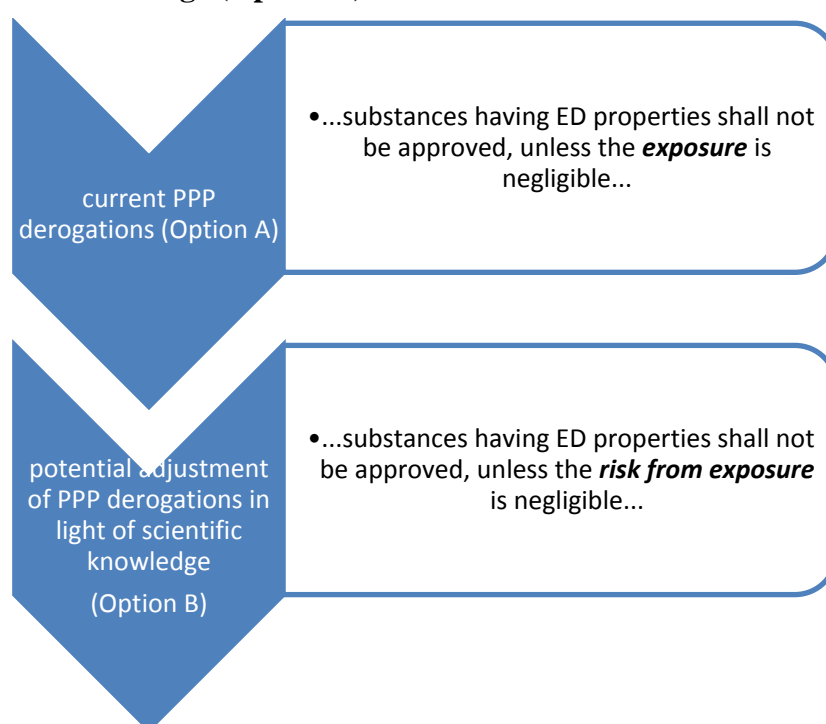 current PPP
derogations (Option A)
•...substances having ED properties shall not
be approved, unless the exposure is
negligible...
potential adjustment
of PPP derogations in
light of scientific
knowledge
(Option B)
•...substances having ED properties shall not
be approved, unless the risk from exposure
is negligible...